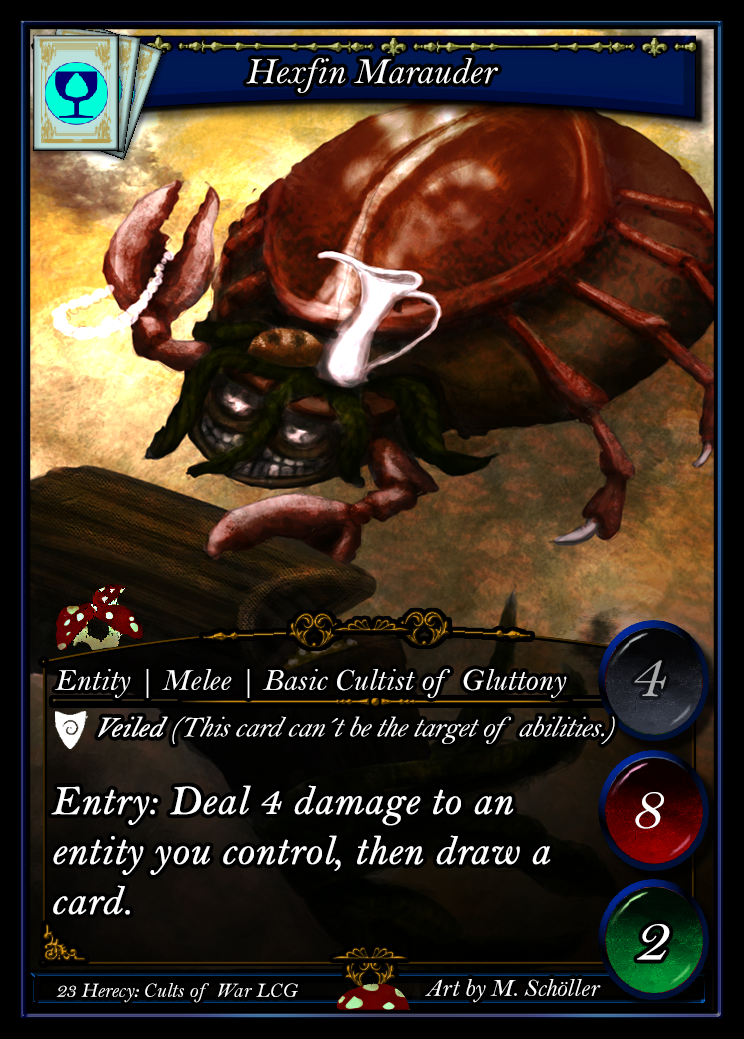 Hexfin Marauder
Entity | Melee | Basic Cultist of Gluttony
4
Veiled (This card can´t be the target of abilities.)
Entry: Deal 4 damage to an
entity you control, then draw a
card.
8
2
23 Herecy: Cults of War LCG
Art by M. Schöller